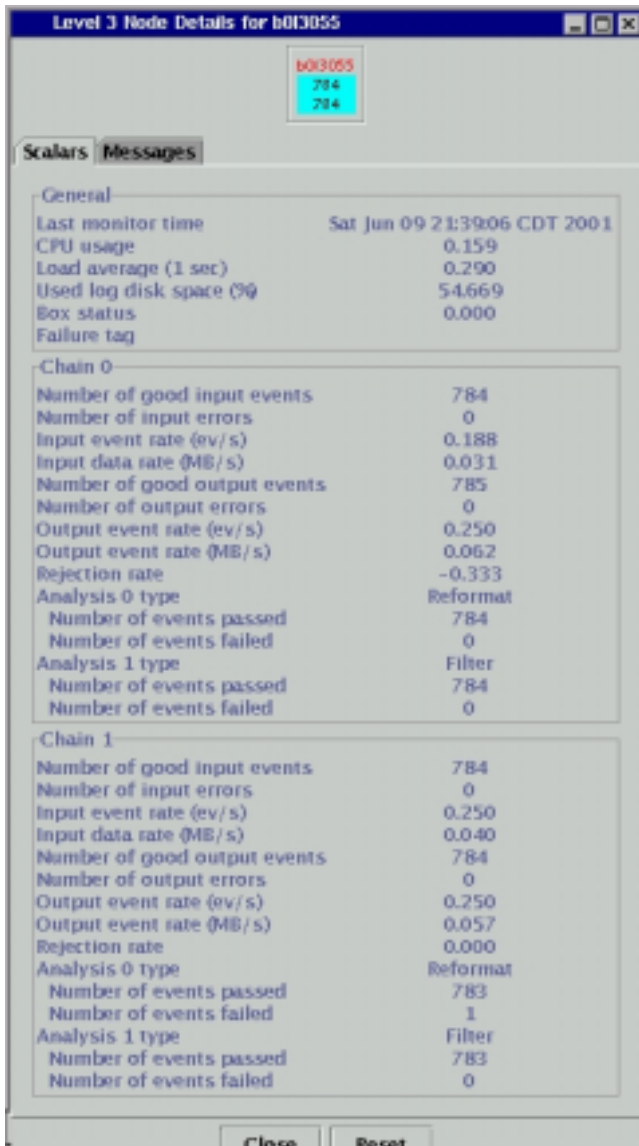 Level 3 Node Details for b0l3055
b0l3055
784
784
Scalars Messages
General
Last monitor time Sat Jun 09 21:39:06 CDT 2001
CPU usage 0.159
Load average (1 sec) 0.290
Used log disk space (%) 54.669
Box status 0.000
Failure tag
Chain 0
Number of good input events 784
Number of input errors 0
Input event rate (ev/s) 0.188
Input data rate (MB/s) 0.031
Number of good output events 785
Number of output errors 0
Output event rate (ev/s) 0.250
Output event rate (MB/s) 0.062
Rejection rate -0.333
Analysis 0 type Reformat
Number of events passed 784
Number of events failed 0
Analysis 1 type Filter
Number of events passed 784
Number of events failed 0
Chain 1
Number of good input events 784
Number of input errors 0
Input event rate (ev/s) 0.250
Input data rate (MB/s) 0.040
Number of good output events 784
Number of output errors 0
Output event rate (ev/s) 0.250
Output event rate (MB/s) 0.057
Rejection rate 0.000
Analysis 0 type Reformat
Number of events passed 783
Number of events failed 1
Analysis 1 type Filter
Number of events passed 783
Number of events failed 0
Close Reset